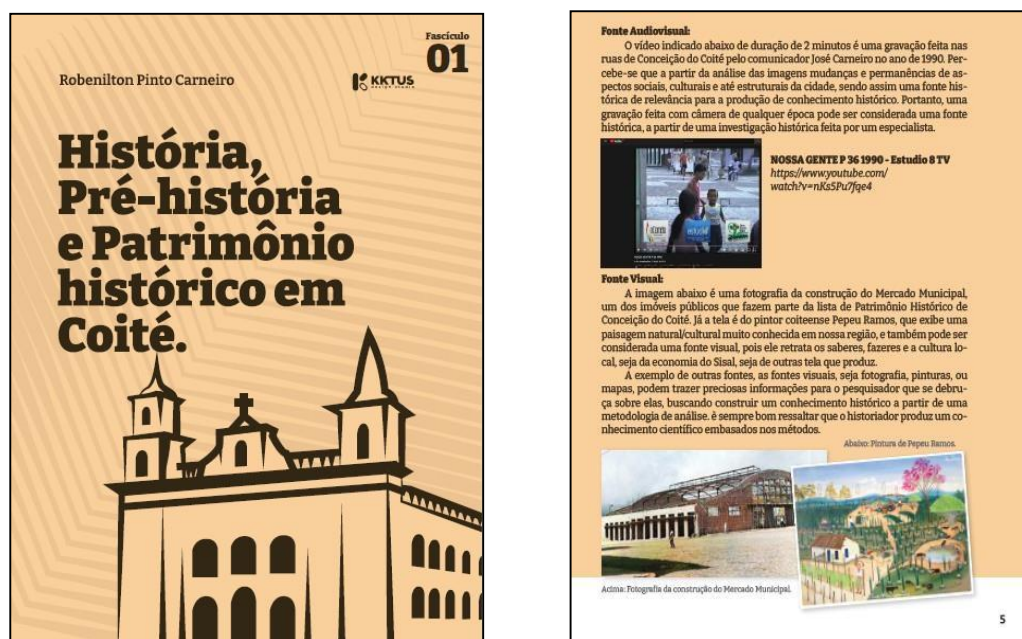 Fascículo
01
Robenilton Pinto Carneiro
KKTUS
DESIGN STUDIO
História,
Pré-história
e Patrimônio
histórico em
Coité.
Fonte Audiovisual:
O vídeo indicado abaixo de duração de 2 minutos é uma gravação feita nas
ruas de Conceição do Coité pelo comunicador José Carneiro no ano de 1990. Per-
cebe-se que a partir da análise das imagens mudanças e permanências de as-
pectos sociais, culturais e até estruturais da cidade, sendo assim uma fonte his-
tórica de relevância para a produção de conhecimento histórico. Portanto, uma
gravação feita com câmera de qualquer época pode ser considerada uma fonte
histórica, a partir de uma investigação histórica feita por um especialista.
NOSSA GENTE P 36 1990 - Estudio 8 TV
https://www.youtube.com/
watch?v=nKs5Pu7fqe4
Fonte Visual:
A imagem abaixo é uma fotografia da construção do Mercado Municipal,
um dos imóveis públicos que fazem parte da lista de Patrimônio Histórico de
Conceição do Coité. Já a tela é do pintor coiteense Pepeu Ramos, que exibe uma
paisagem natural/cultural muito conhecida em nossa região, e também pode ser
considerada uma fonte visual, pois ele retrata os saberes, fazeres e a cultura lo-
cal, seja da economia do Sisal, seja de outras tela que produz.
A exemplo de outras fontes, as fontes visuais, seja fotografia, pinturas, ou
mapas, podem trazer preciosas informações para o pesquisador que se debru-
ça sobre elas, buscando construir um conhecimento histórico a partir de uma
metodologia de análise. è sempre bom ressaltar que o historiador produz um co-
nhecimento científico embasados nos métodos.
Abaixo: Pintura de Pepeu Ramos.
Acima: Fotografia da construção do Mercado Municipal.
5